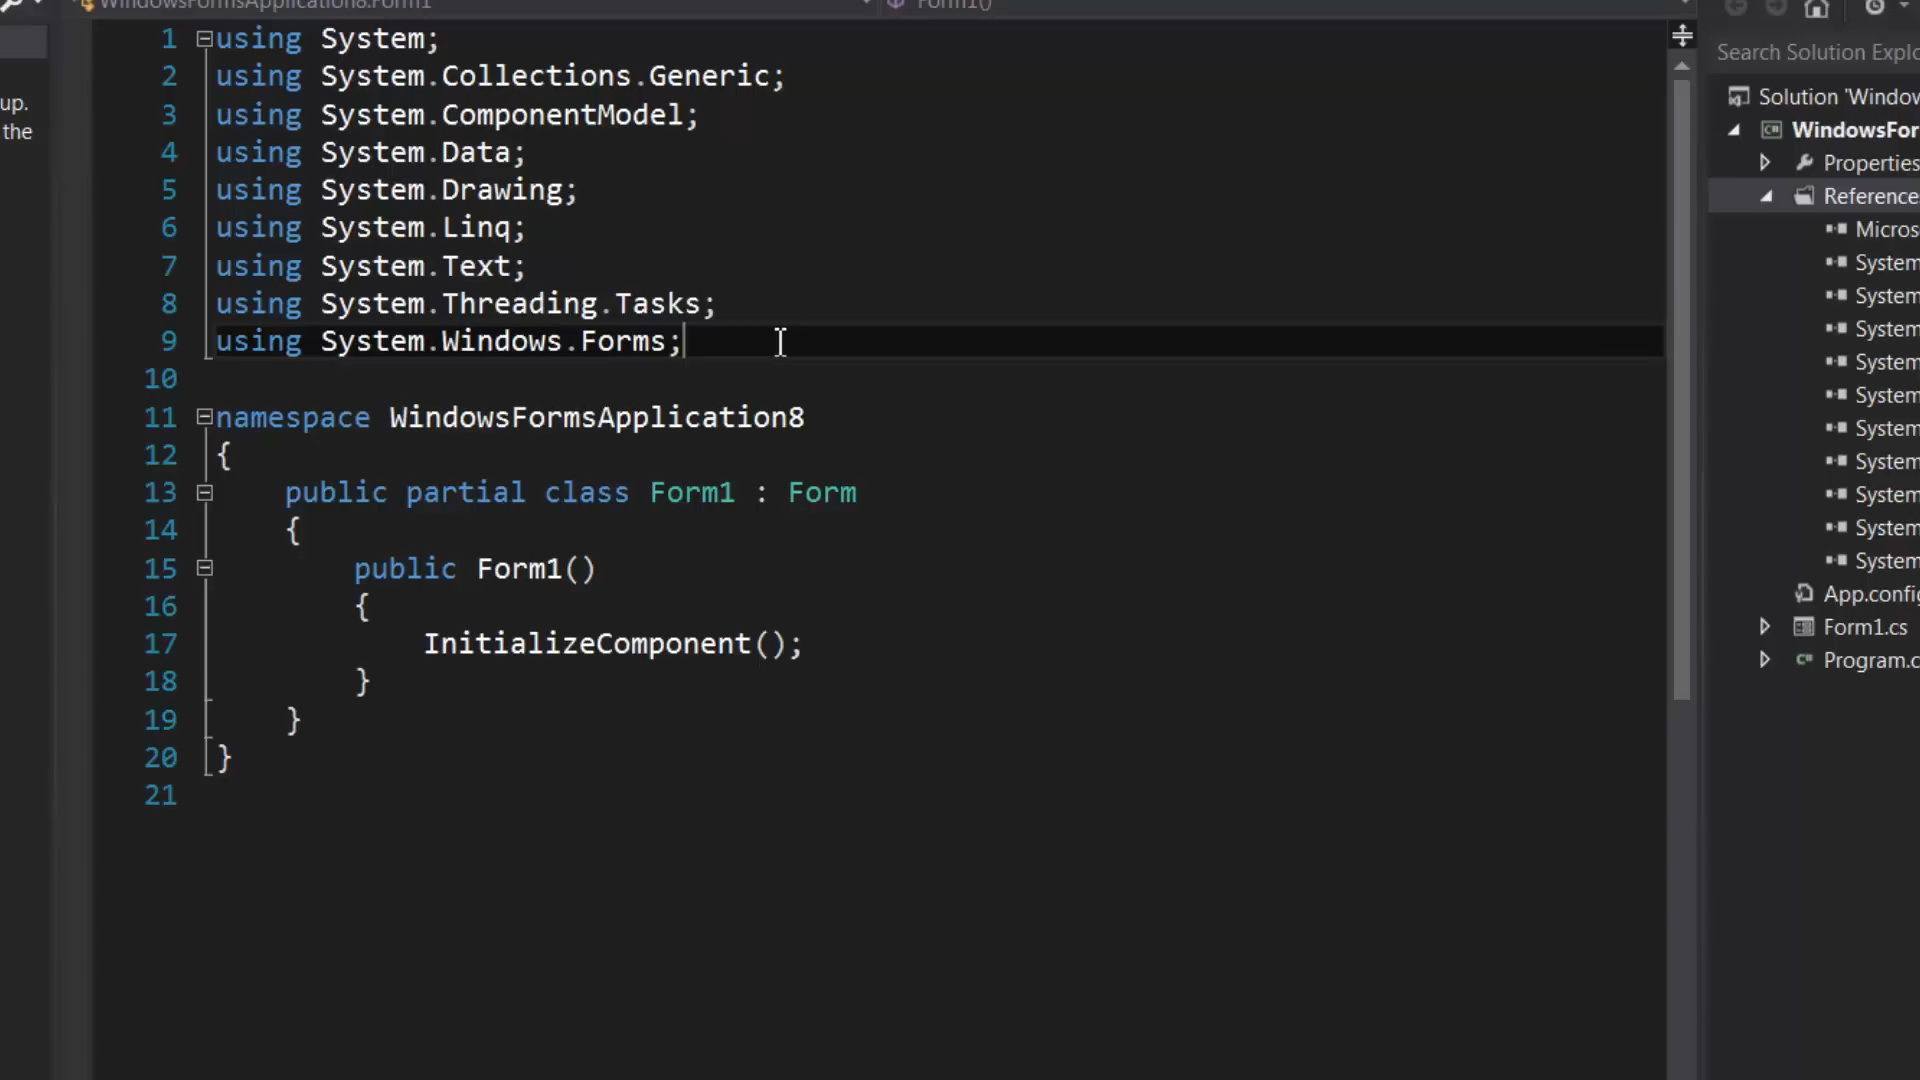 WindowsFormsApplication8.Form1
Form1()
up.
the
1 using System;
2 using System.Collections.Generic;
3 using System.ComponentModel;
4 using System.Data;
5 using System.Drawing;
6 using System.Linq;
7 using System.Text;
8 using System.Threading.Tasks;
9 using System.Windows.Forms;
10
11 namespace WindowsFormsApplication8
12 {
13 public partial class Form1 : Form
14 {
15 public Form1()
16 {
17 InitializeComponent();
18 }
19 }
20 }
21
Search Solution Explo
Solution 'Window
C# WindowsFor
Properties
Reference
Micros
System
System
System
System
System
System
System
System
System
System
App.config
Form1.cs
C# Program.c